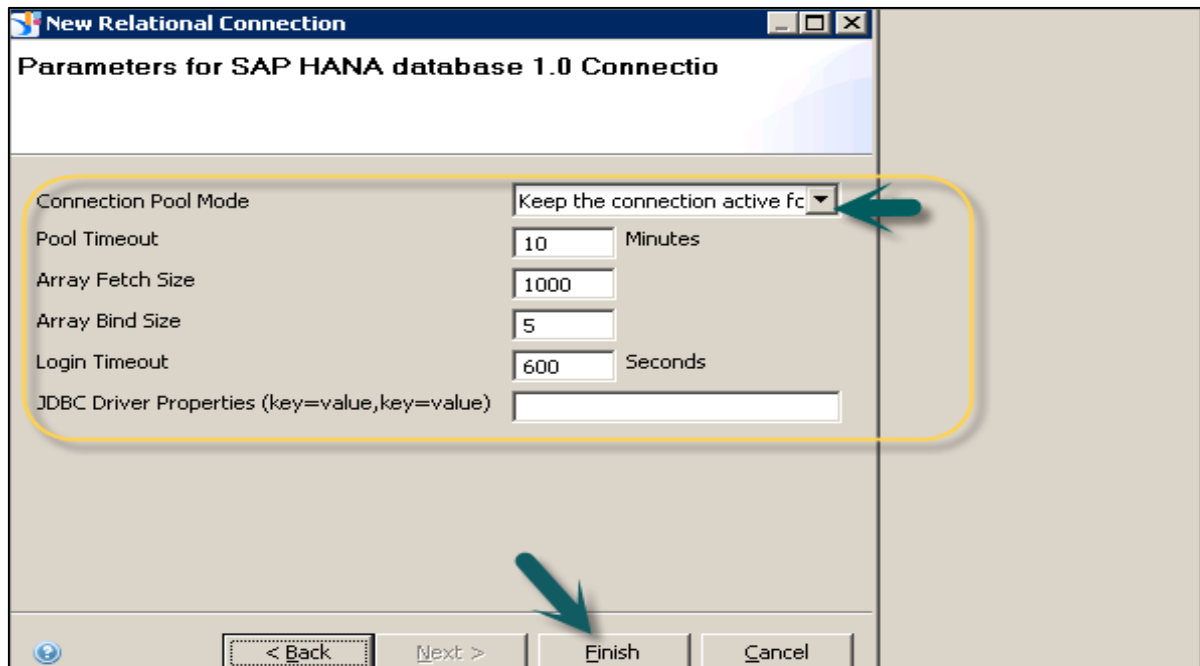 New Relational Connection
Parameters for SAP HANA database 1.0 Connectio
Connection Pool Mode Keep the connection active fc
Pool Timeout 10 Minutes
Array Fetch Size 1000
Array Bind Size 5
Login Timeout 600 Seconds
JDBC Driver Properties (key=value,key=value)
< Back Next > Finish Cancel